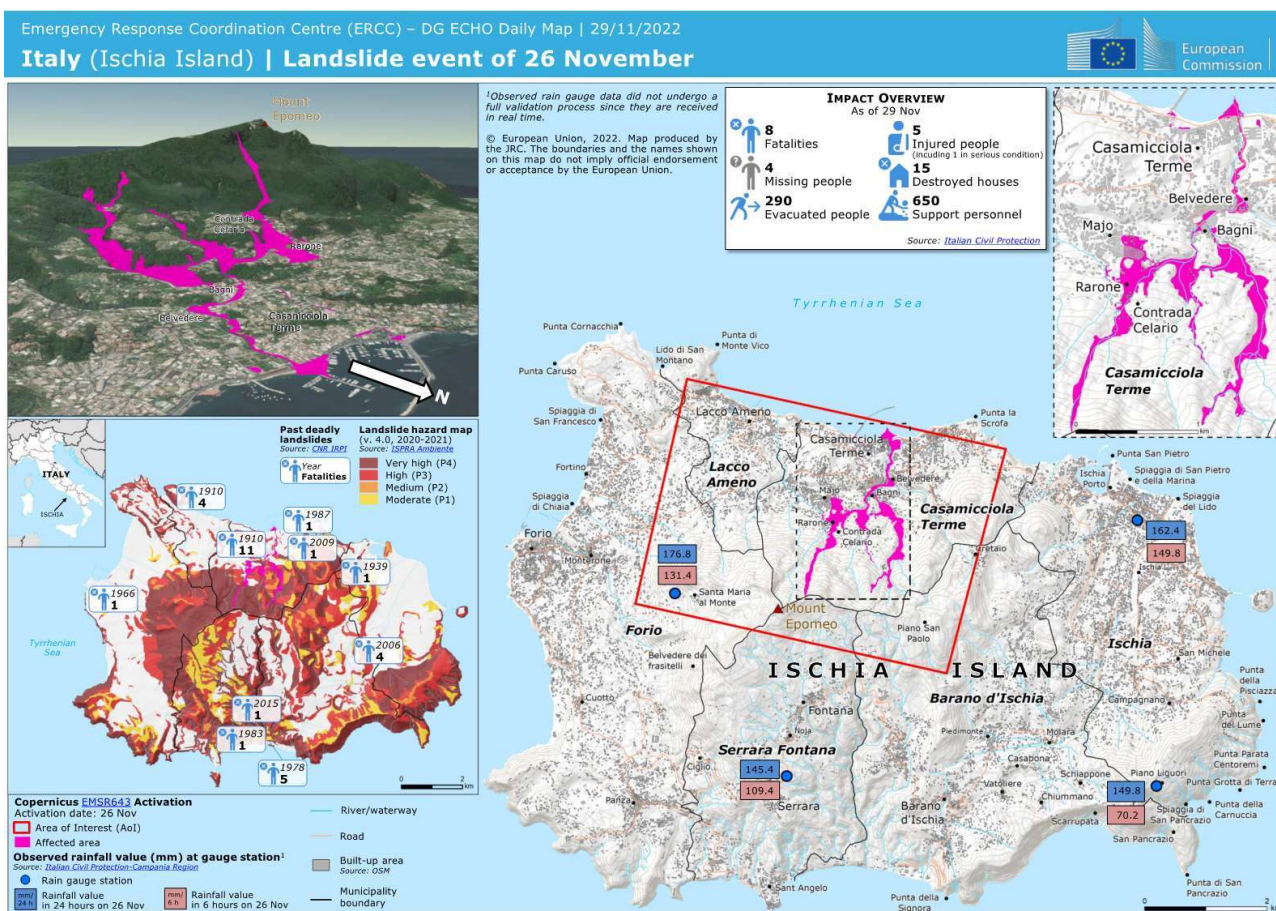 Emergency Response Coordination Centre (ERCC) – DG ECHO Daily Map | 29/11/2022
Italy (Ischia Island) | Landslide event of 26 November
European
Commission
Mount
Epomeo
Contrada
Celario
Rarone
Bagni
Belvedere
Casamicciola
Terme
N
¹Observed rain gauge data did not undergo a
full validation process since they are received
in real time.
© European Union, 2022. Map produced by
the JRC. The boundaries and the names shown
on this map do not imply official endorsement
or acceptance by the European Union.
IMPACT OVERVIEW
As of 29 Nov
8
Fatalities
5
Injured people
(incuding 1 in serious condition)
4
Missing people
15
Destroyed houses
290
Evacuated people
650
Support personnel
Source: Italian Civil Protection
Casamicciola
Terme
Belvedere
Majo
Bagni
Rarone
Contrada
Celario
Casamicciola
Terme
0
km
ITALY
ISCHIA
Past deadly
landslides
Source: CNR IRPI
Year
Fatalities
Landslide hazard map
(v. 4.0, 2020-2021)
Source: ISPRA Ambiente
Very high (P4)
High (P3)
Medium (P2)
Moderate (P1)
1910
4
1987
1
1910
11
2009
1
1939
1
1966
1
Tyrrhenian
Sea
2006
4
2015
1
1983
1
1978
5
0 2
km
Tyrrhenian Sea
Punta Cornacchia
Punta di
Monte Vico
Lido di San
Montano
Punta Caruso
Spiaggia di
San Francesco
Lacco Ameno
Punta la
Scrofa
Casamicciola
Terme
Punta San Pietro
Ischia
Porto
Spiaggia di San Pietro
e della Marina
Fortino
Lacco
Ameno
Belvedere
Spiaggia
di Chiaia
Majo
Bagni
Spiaggia
del Lido
Casamicciola
Terme
Forio
Rarone
Contrada
Celario
Cretaio
162.4
149.8
Monterone
176.8
131.4
Ischia
Santa Maria
al Monte
Mount
Epomeo
Piano San
Paolo
Forio
Ischia
Belvedere dei
frasitelli
San Michele
ISCHIA ISLAND
Punta
della
Pisciazza
Cuotto
Barano d'Ischia
Campagnano
Fontana
Punta
del Lume
Noja
Piedimonte
Molara
Serrara Fontana
Ciglio
Casabona
Punta Parata
Centoremi
145.4
109.4
Schiappone
Piano Liguori
Punta Grotta di Terra
Vatoliere
149.8
70.2
Panza
Serrara
Barano
d'Ischia
Chiummano
Scarrupata
Spiaggia di
San Pancrazio
Punta della
Carnuccia
San Pancrazio
Sant Angelo
Punta della
Signora
Punta di San
Pancrazio
0 2
Copernicus EMSR643 Activation
Activation date: 26 Nov
Area of Interest (AoI)
Affected area
Observed rainfall value (mm) at gauge station¹
Source: Italian Civil Protection-Campania Region
Rain gauge station
mm/
24 h
Rainfall value
in 24 hours on 26 Nov
mm/
6 h
Rainfall value
in 6 hours on 26 Nov
River/waterway
Road
Built-up area
Source: OSM
Municipality
boundary